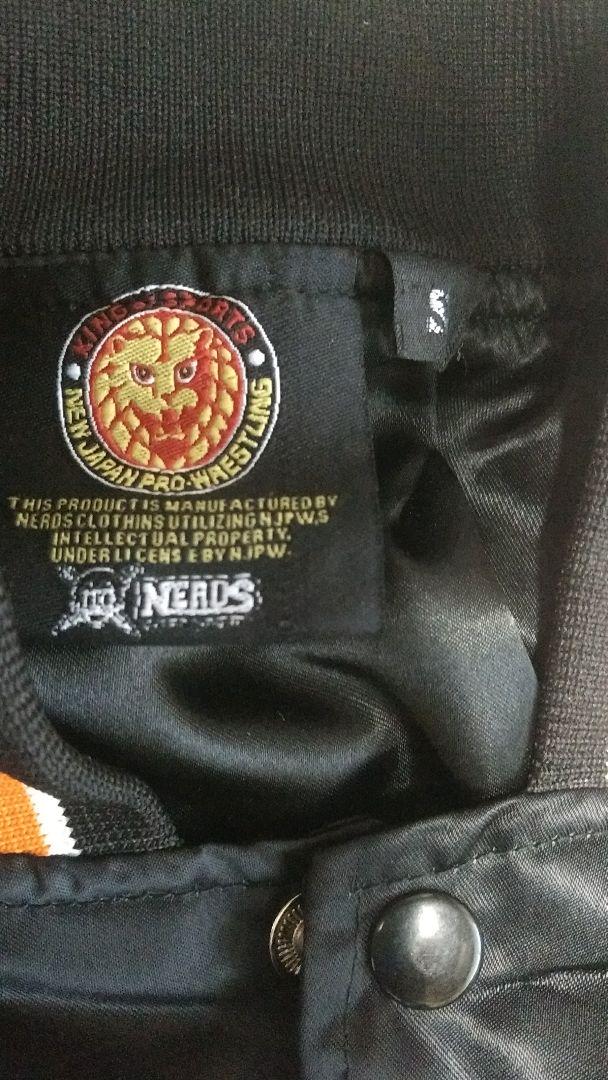 KING OF SPORTS
NEW JAPAN PRO-WRESTLING
THIS PRODUCT IS MANUFACTURED BY
NERDS CLOTHINS UTILIZING NJPW,S
INTELLECTUAL PROPERTY.
UNDER LICENSE BY NJPW.
NERDS